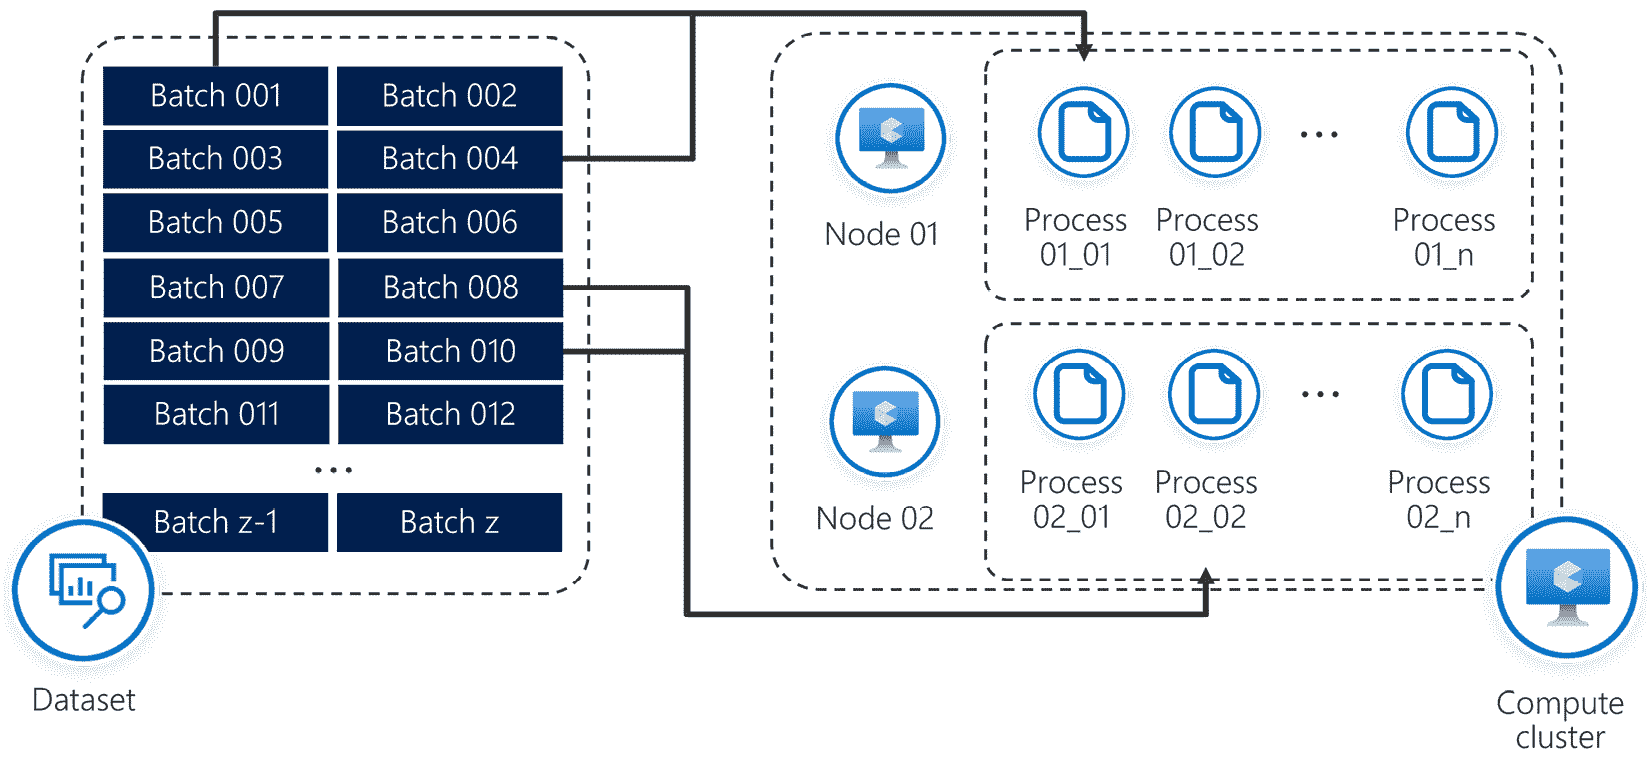 Batch 001
Batch 002
Batch 003
Batch 004
Batch 005
Batch 006
Batch 007
Batch 008
Batch 009
Batch 010
Batch 011
Batch 012
...
Batch z-1
Batch z
Dataset
Node 01
Process
01_01
Process
01_02
...
Process
01_n
Node 02
Process
02_01
Process
02_02
...
Process
02_n
Compute
cluster